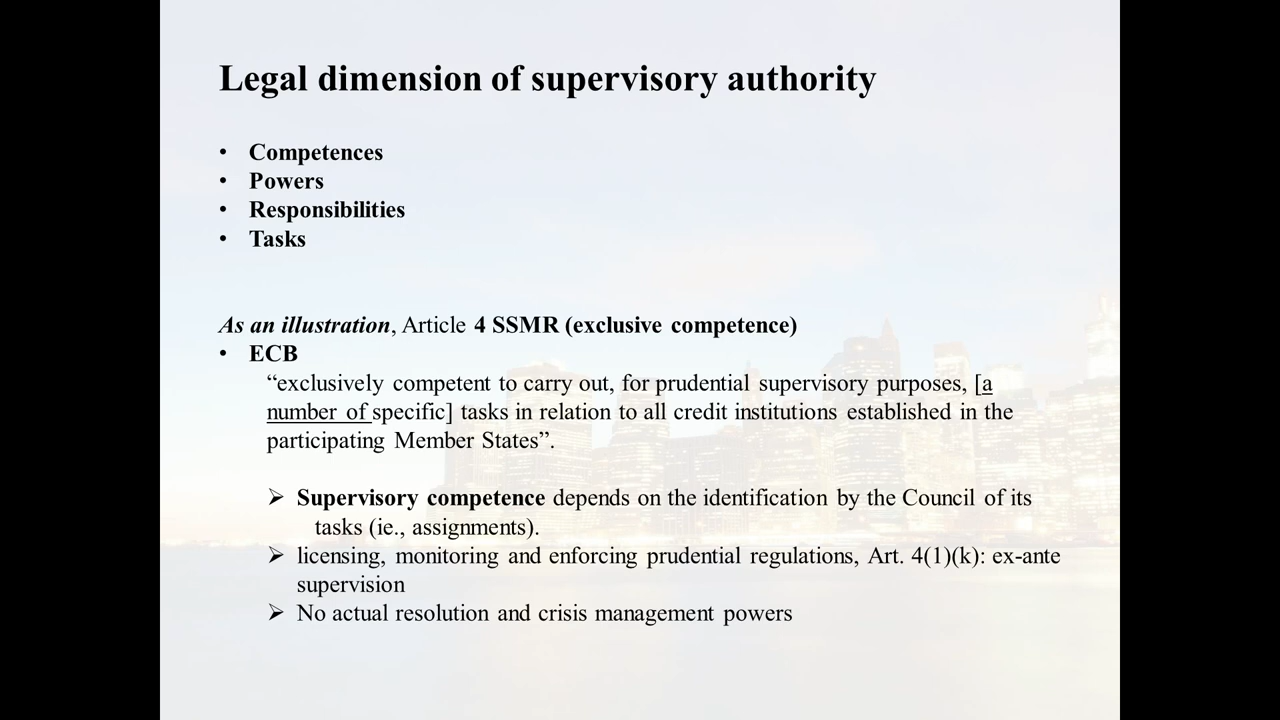 Legal dimension of supervisory authority
• Competences
• Powers
• Responsibilities
• Tasks
As an illustration, Article 4 SSMR (exclusive competence)
• ECB
“exclusively competent to carry out, for prudential supervisory purposes, [a
number of specific] tasks in relation to all credit institutions established in the
participating Member States”.
➢ Supervisory competence depends on the identification by the Council of its
tasks (ie., assignments).
➢ licensing, monitoring and enforcing prudential regulations, Art. 4(1)(k): ex-ante
supervision
➢ No actual resolution and crisis management powers